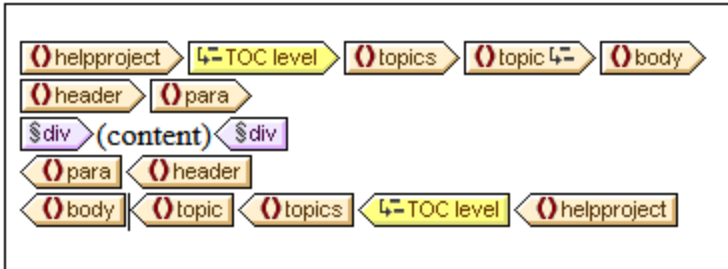 ()helpproject TOC level ()topics ()topic ()body
()header ()para
§div (content) §div
()para ()header
()body ()topic ()topics TOC level ()helpproject